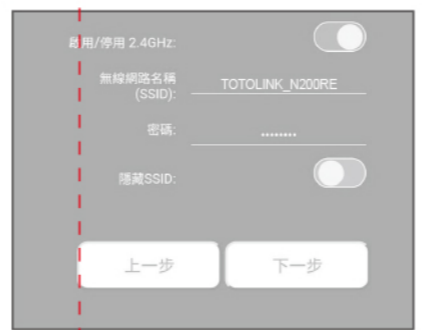 啟用/停用 2.4GHz:
無線網路名稱
(SSID):
TOTOLINK_N200RE
密碼:
........
隱藏SSID:
上一步
下一步